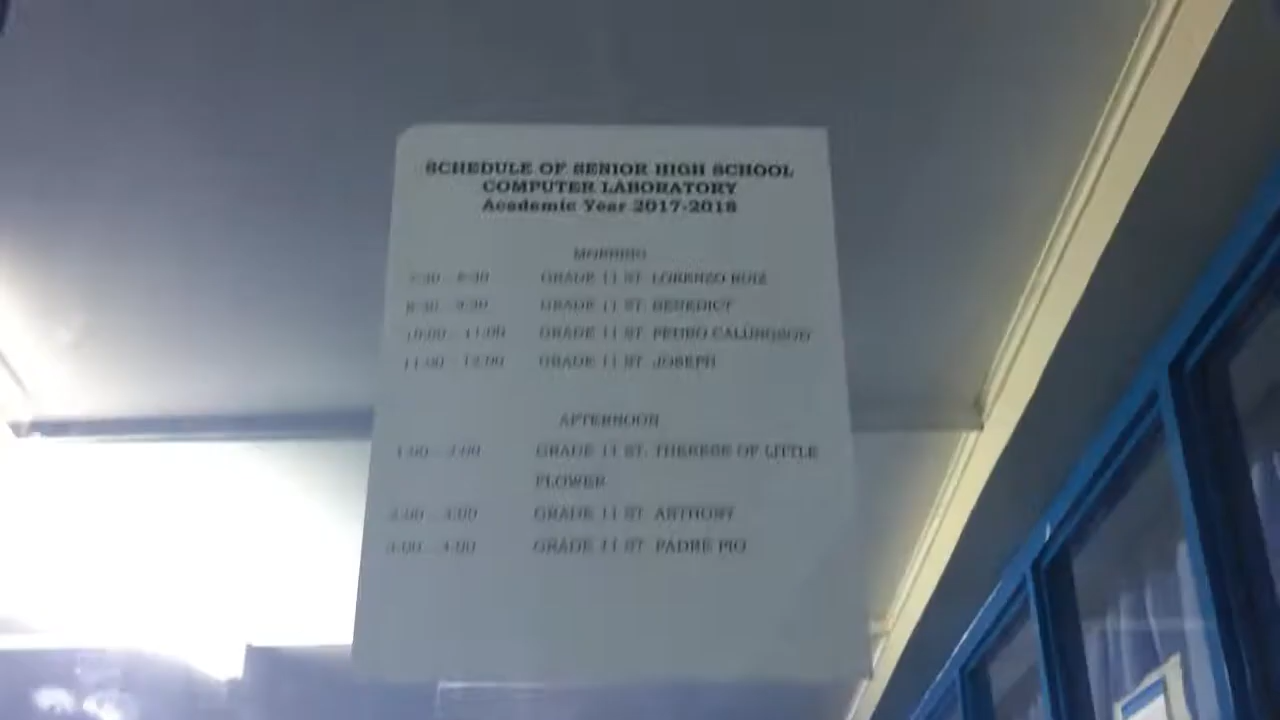 SCHEDULE OF SENIOR HIGH SCHOOL
COMPUTER LABORATORY
Academic Year 2017-2018
MORNING
7:30 - 8:30 GRADE 11 ST. LORENZO RUIZ
8:30 - 9:30 GRADE 11 ST. BENEDICT
10:00 - 11:00 GRADE 11 ST. PEDRO CALUNGSOD
11:00 - 12:00 GRADE 11 ST. JOSEPH
AFTERNOON
1:00 - 2:00 GRADE 11 ST. THERESE OF LITTLE
FLOWER
2:00 - 3:00 GRADE 11 ST. ANTHONY
3:00 - 4:00 GRADE 11 ST. PADRE PIO